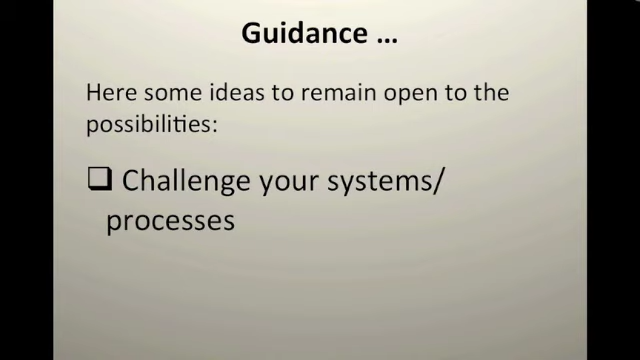 Guidance ...
Here some ideas to remain open to the
possibilities:
❑ Challenge your systems/
processes